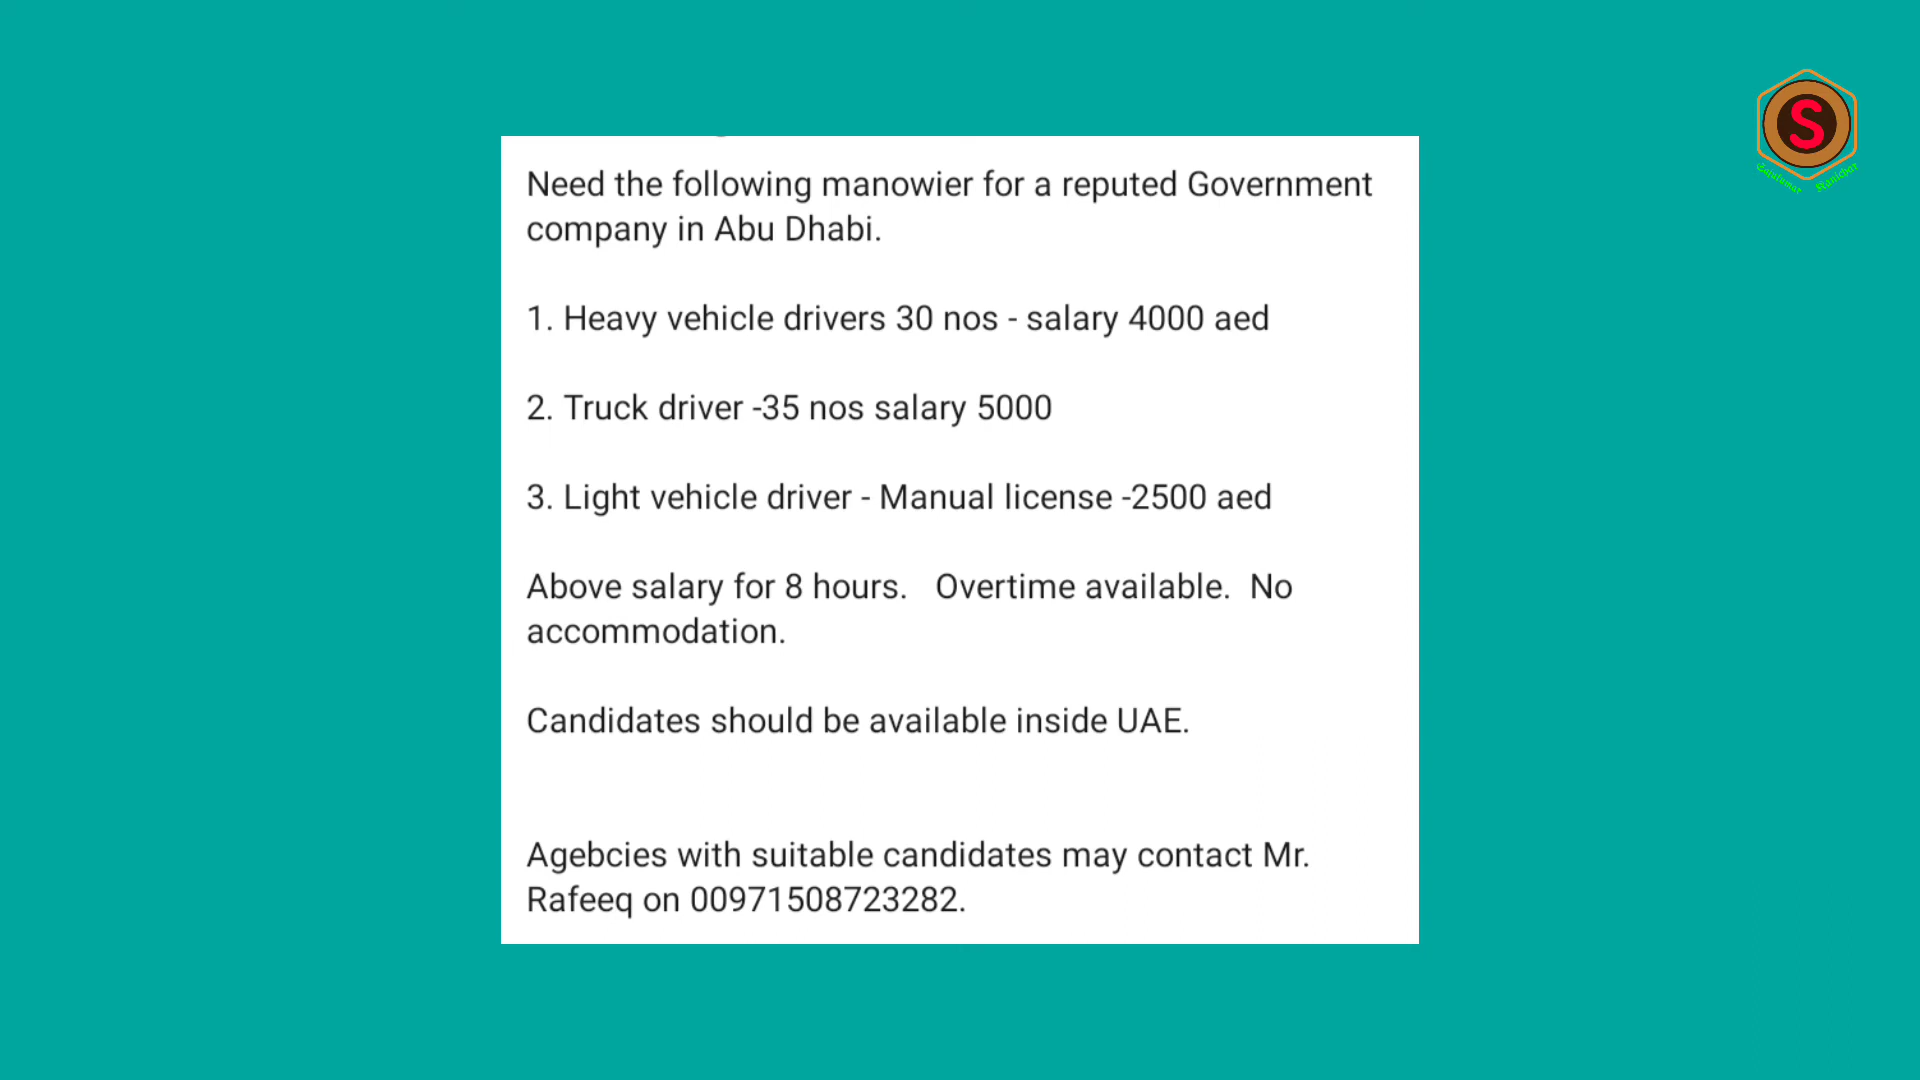 S
Need the following manowier for a reputed Government
company in Abu Dhabi.
1. Heavy vehicle drivers 30 nos - salary 4000 aed
2. Truck driver -35 nos salary 5000
3. Light vehicle driver - Manual license -2500 aed
Above salary for 8 hours.   Overtime available.  No
accommodation.
Candidates should be available inside UAE.
Agebcies with suitable candidates may contact Mr.
Rafeeq on 00971508723282.